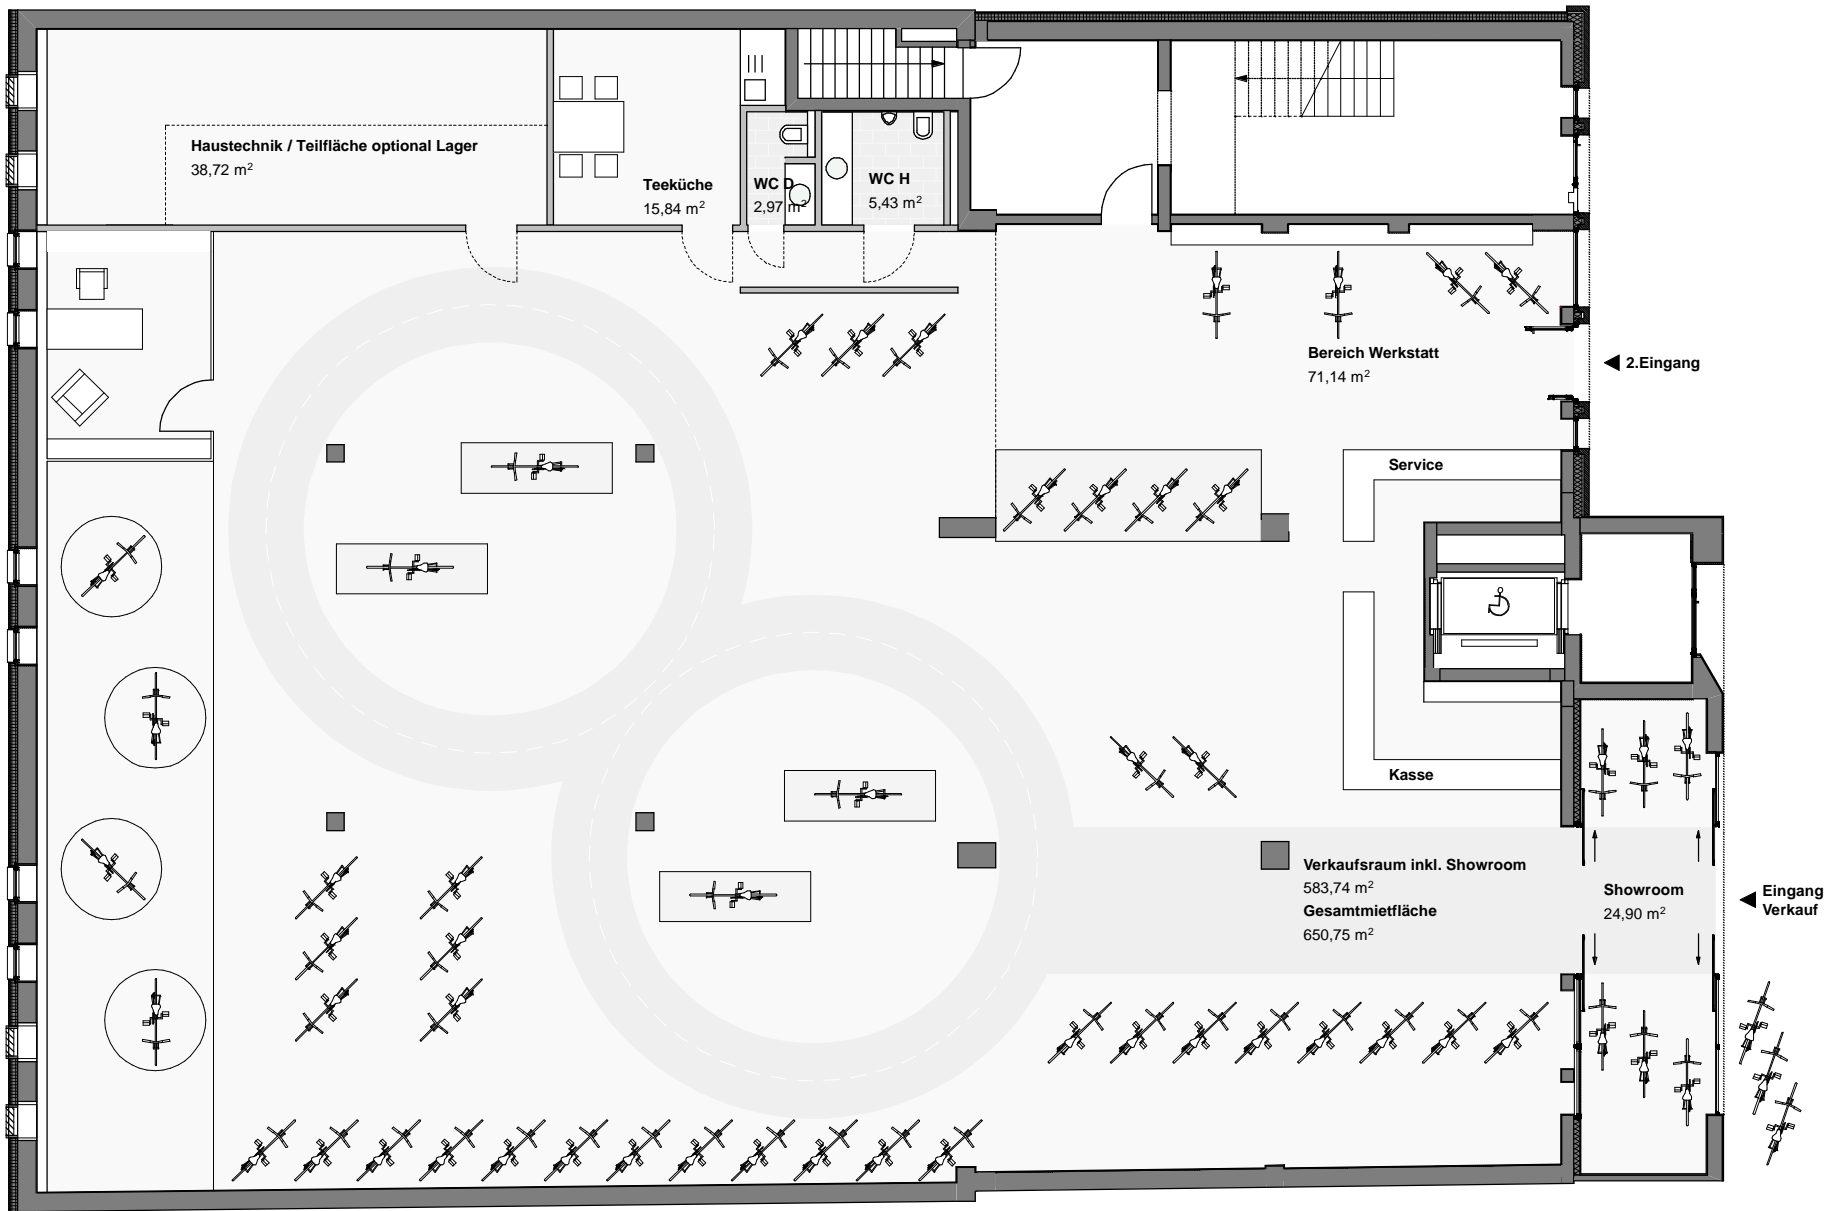 Haustechnik / Teilfläche optional Lager
38,72 m²
Teeküche
15,84 m²
WC D
2,97 m²
WC H
5,43 m²
Bereich Werkstatt
71,14 m²
2.Eingang
Service
Kasse
Verkaufsraum inkl. Showroom
583,74 m²
Gesamtmietfläche
650,75 m²
Showroom
24,90 m²
Eingang
Verkauf